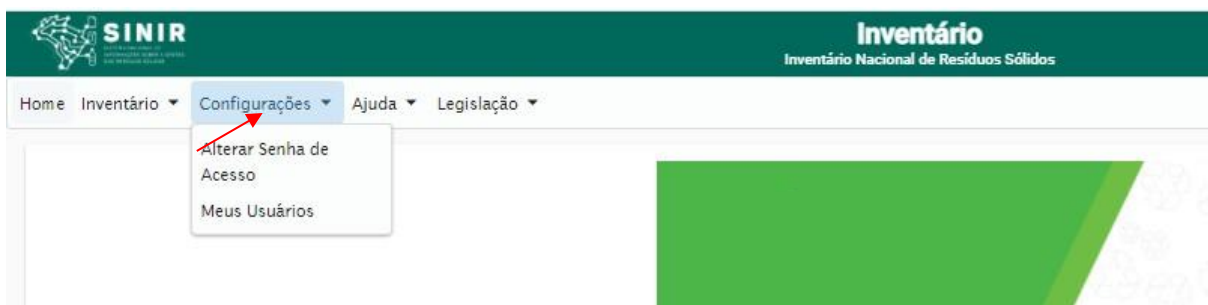 SINIR
Inventário
Inventário Nacional de Resíduos Sólidos
Home Inventário Configurações Ajuda Legislação
Alterar Senha de
Acesso
Meus Usuários